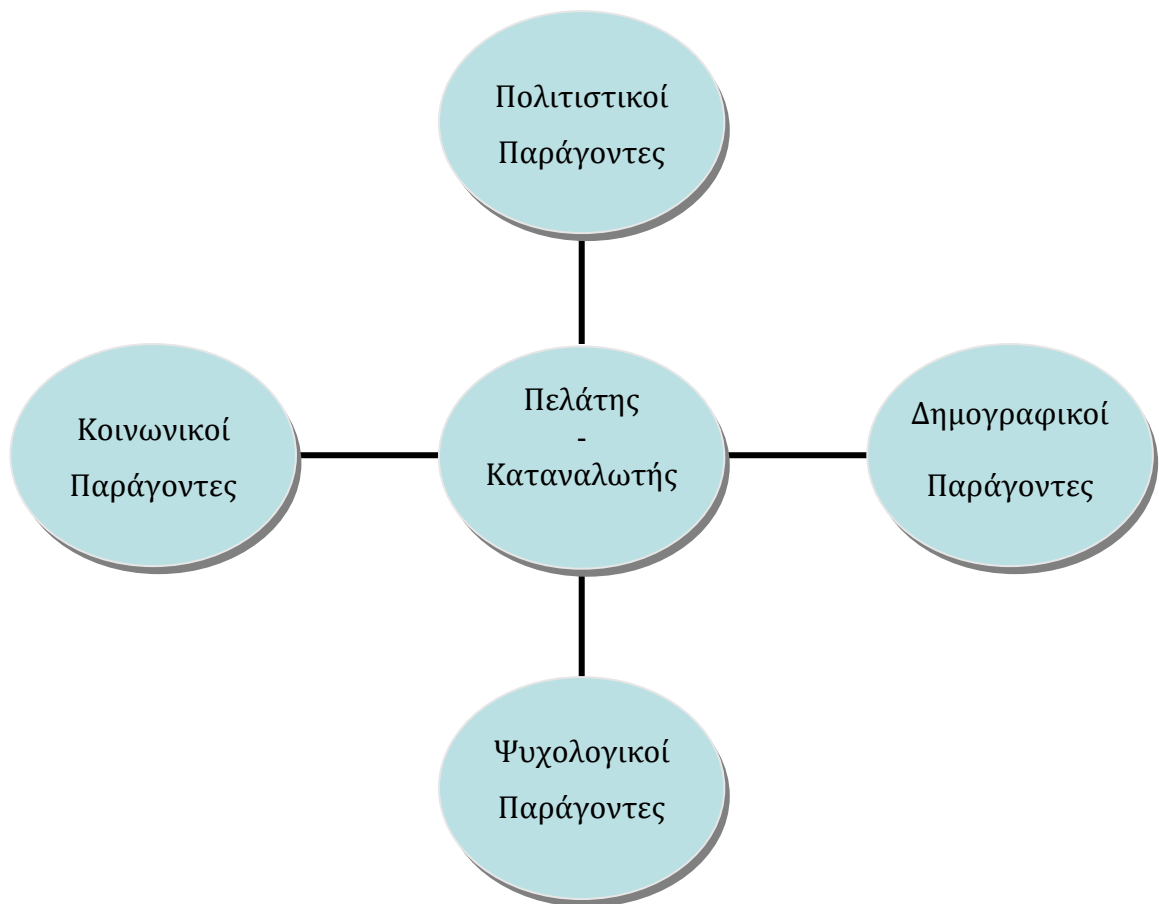 Πολιτιστικοί
Παράγοντες
Κοινωνικοί
Παράγοντες
Πελάτης
-
Καταναλωτής
Δημογραφικοί
Παράγοντες
Ψυχολογικοί
Παράγοντες